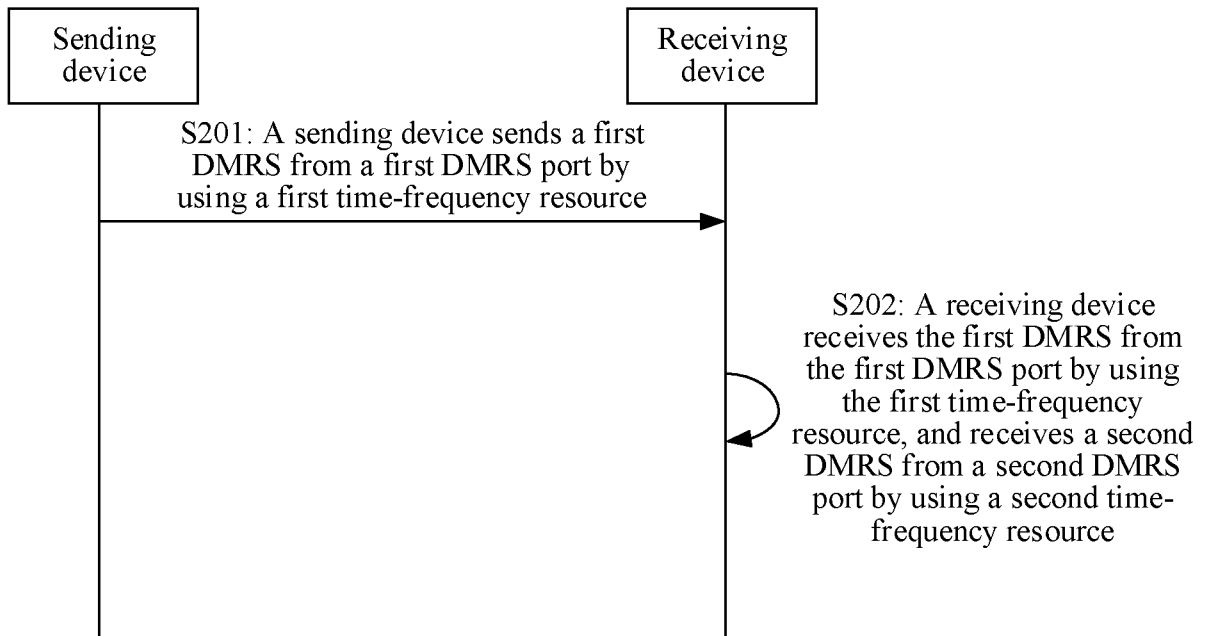 Sending
device
Receiving
device
S201: A sending device sends a first
DMRS from a first DMRS port by
using a first time-frequency resource
S202: A receiving device
receives the first DMRS from
the first DMRS port by using
the first time-frequency
resource, and receives a second
DMRS from a second DMRS
port by using a second time-
frequency resource